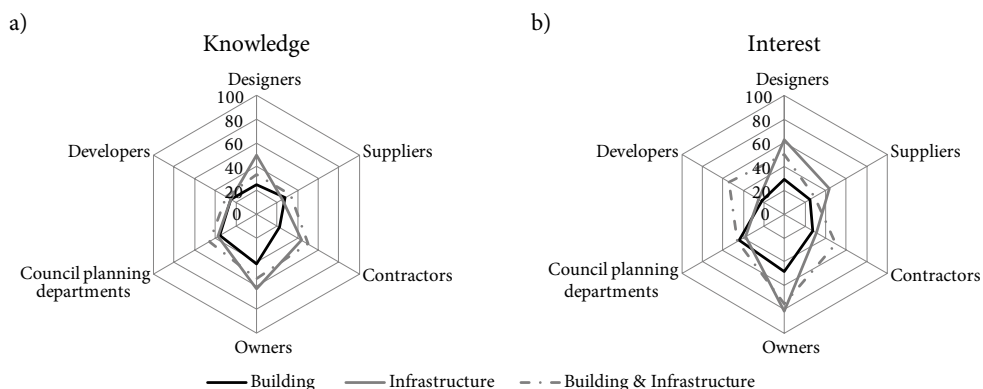 a)
Knowledge
Designers
100
80
60
40
20
0
Suppliers
Contractors
Owners
Council planning
departments
Developers
b)
Interest
Designers
100
80
60
40
20
0
Suppliers
Contractors
Owners
Council planning
departments
Developers
Building
Infrastructure
Building & Infrastructure